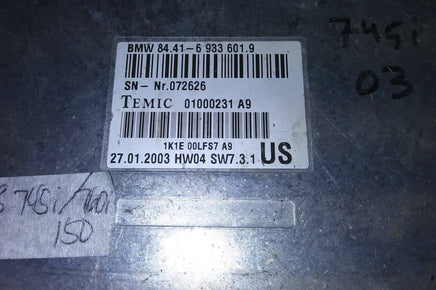 BMW 84.41-6 933 601.9
SN- Nr.072626
TEMIC 01000231 A9
1K1E 00LFS7 A9
27.01.2003 HW04 SW7.3.1 US
745i
03
745i/760i
150